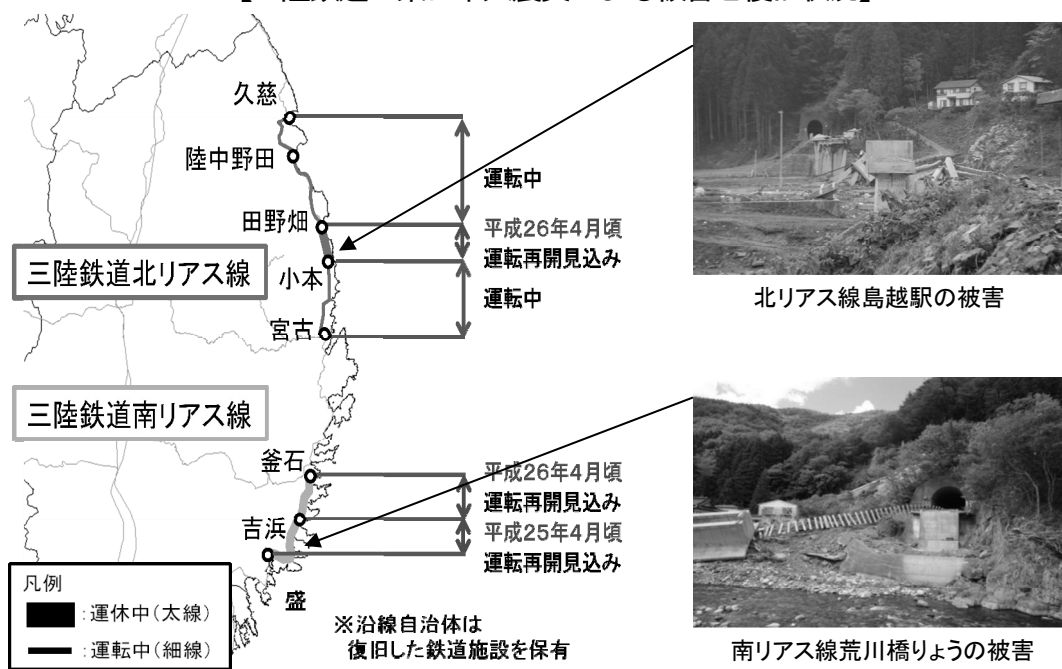 久慈
陸中野田
田野畑
三陸鉄道北リアス線
小本
宮古
運転中
平成26年4月頃
運転再開見込み
運転中
北リアス線島越駅の被害
三陸鉄道南リアス線
釜石
吉浜
盛
平成26年4月頃
運転再開見込み
平成25年4月頃
運転再開見込み
凡例
:運休中(太線)
:運転中(細線)
※沿線自治体は
復旧した鉄道施設を保有
南リアス線荒川橋りょうの被害